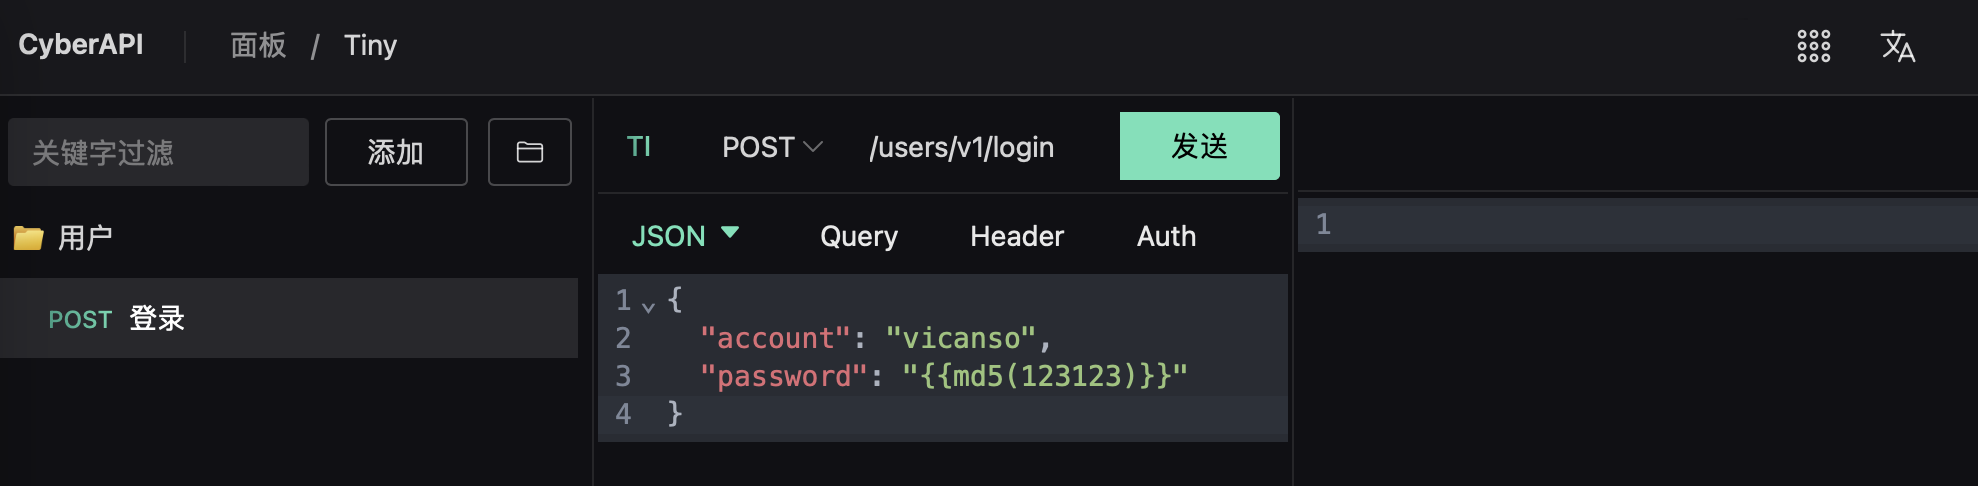 CyberAPI 面板 / Tiny
关键字过滤 添加
用户
POST 登录
TI POST /users/v1/login 发送
JSON Query Header Auth
1 {
2 "account": "vicanso",
3 "password": "{{md5(123123)}}"
4 }
1